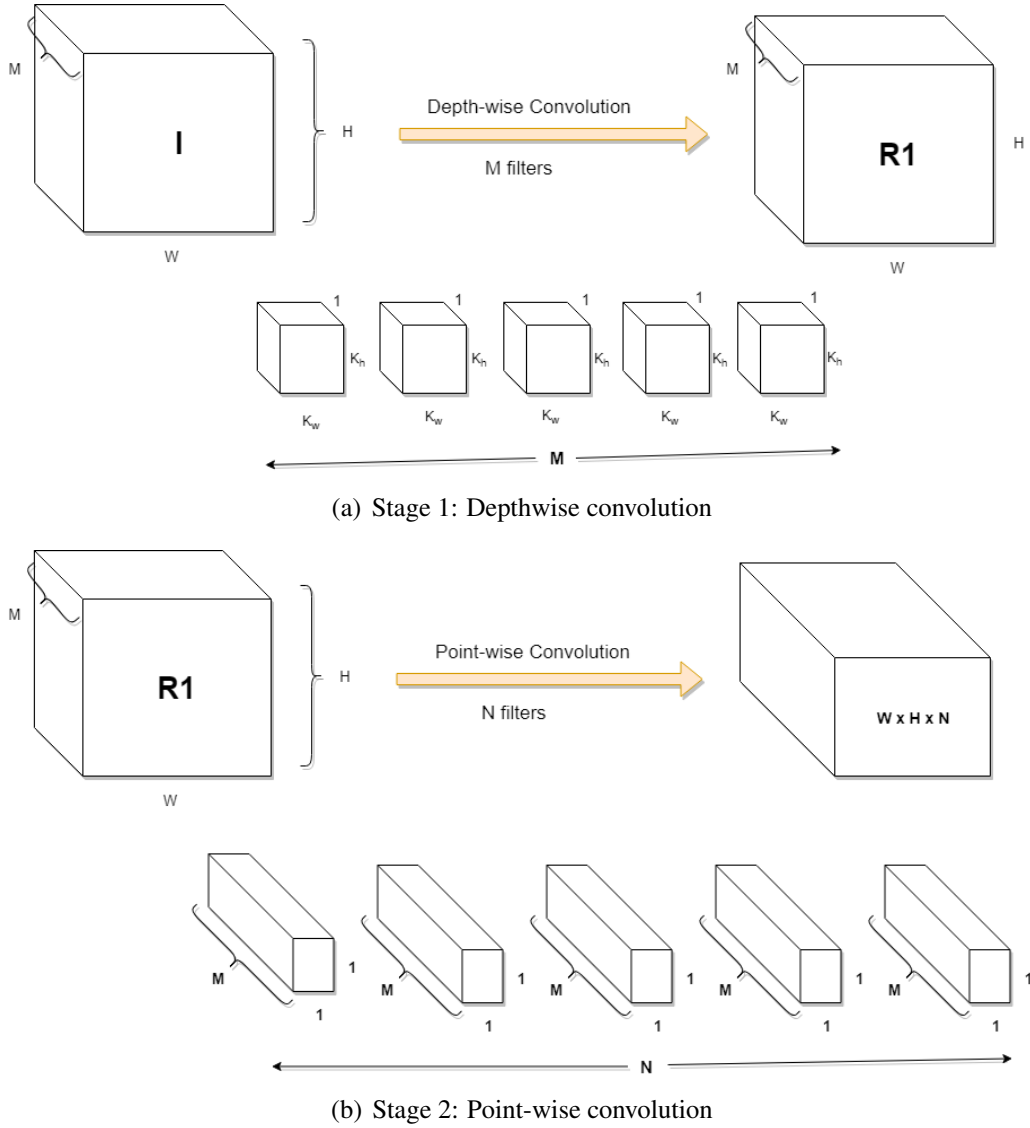 M
I
H
W
Depth-wise Convolution
M filters
M
R1
H
W
1 1 1 1 1
Kh Kh Kh Kh Kh
Kw Kw Kw Kw Kw
M
(a) Stage 1: Depthwise convolution
M
R1
H
W
Point-wise Convolution
N filters
W x H x N
M 1 M 1 M 1 M 1 M 1
1 1 1 1 1
N
(b) Stage 2: Point-wise convolution